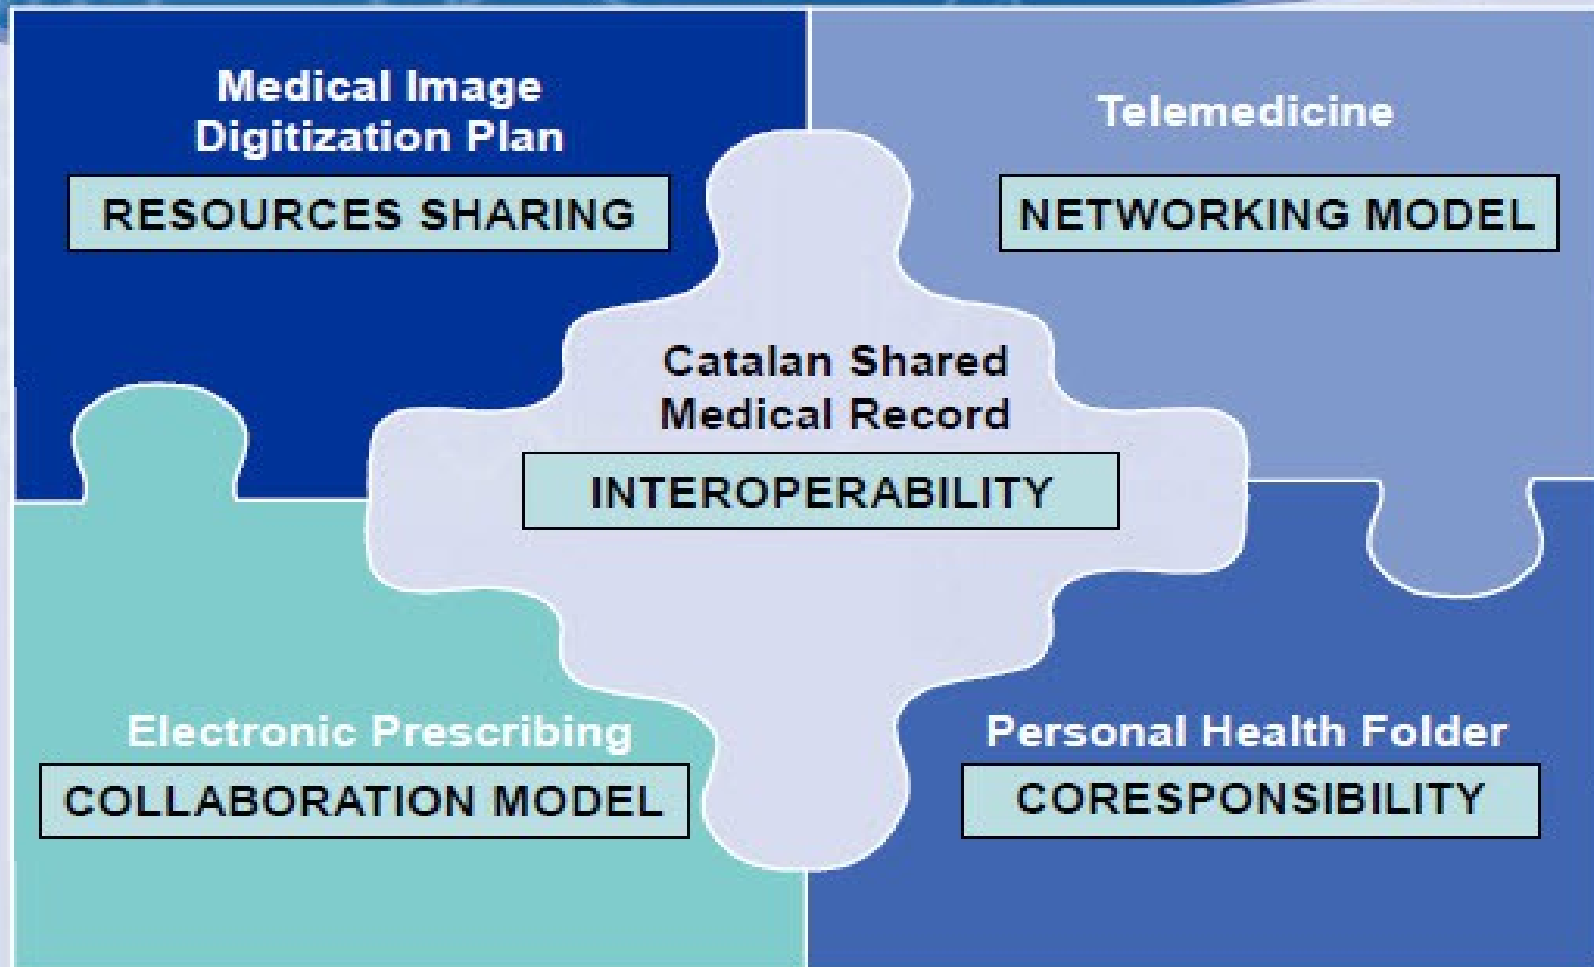 Medical Image
Digitization Plan
RESOURCES SHARING
Telemedicine
NETWORKING MODEL
Catalan Shared
Medical Record
INTEROPERABILITY
Electronic Prescribing
COLLABORATION MODEL
Personal Health Folder
CORESPONSIBILITY